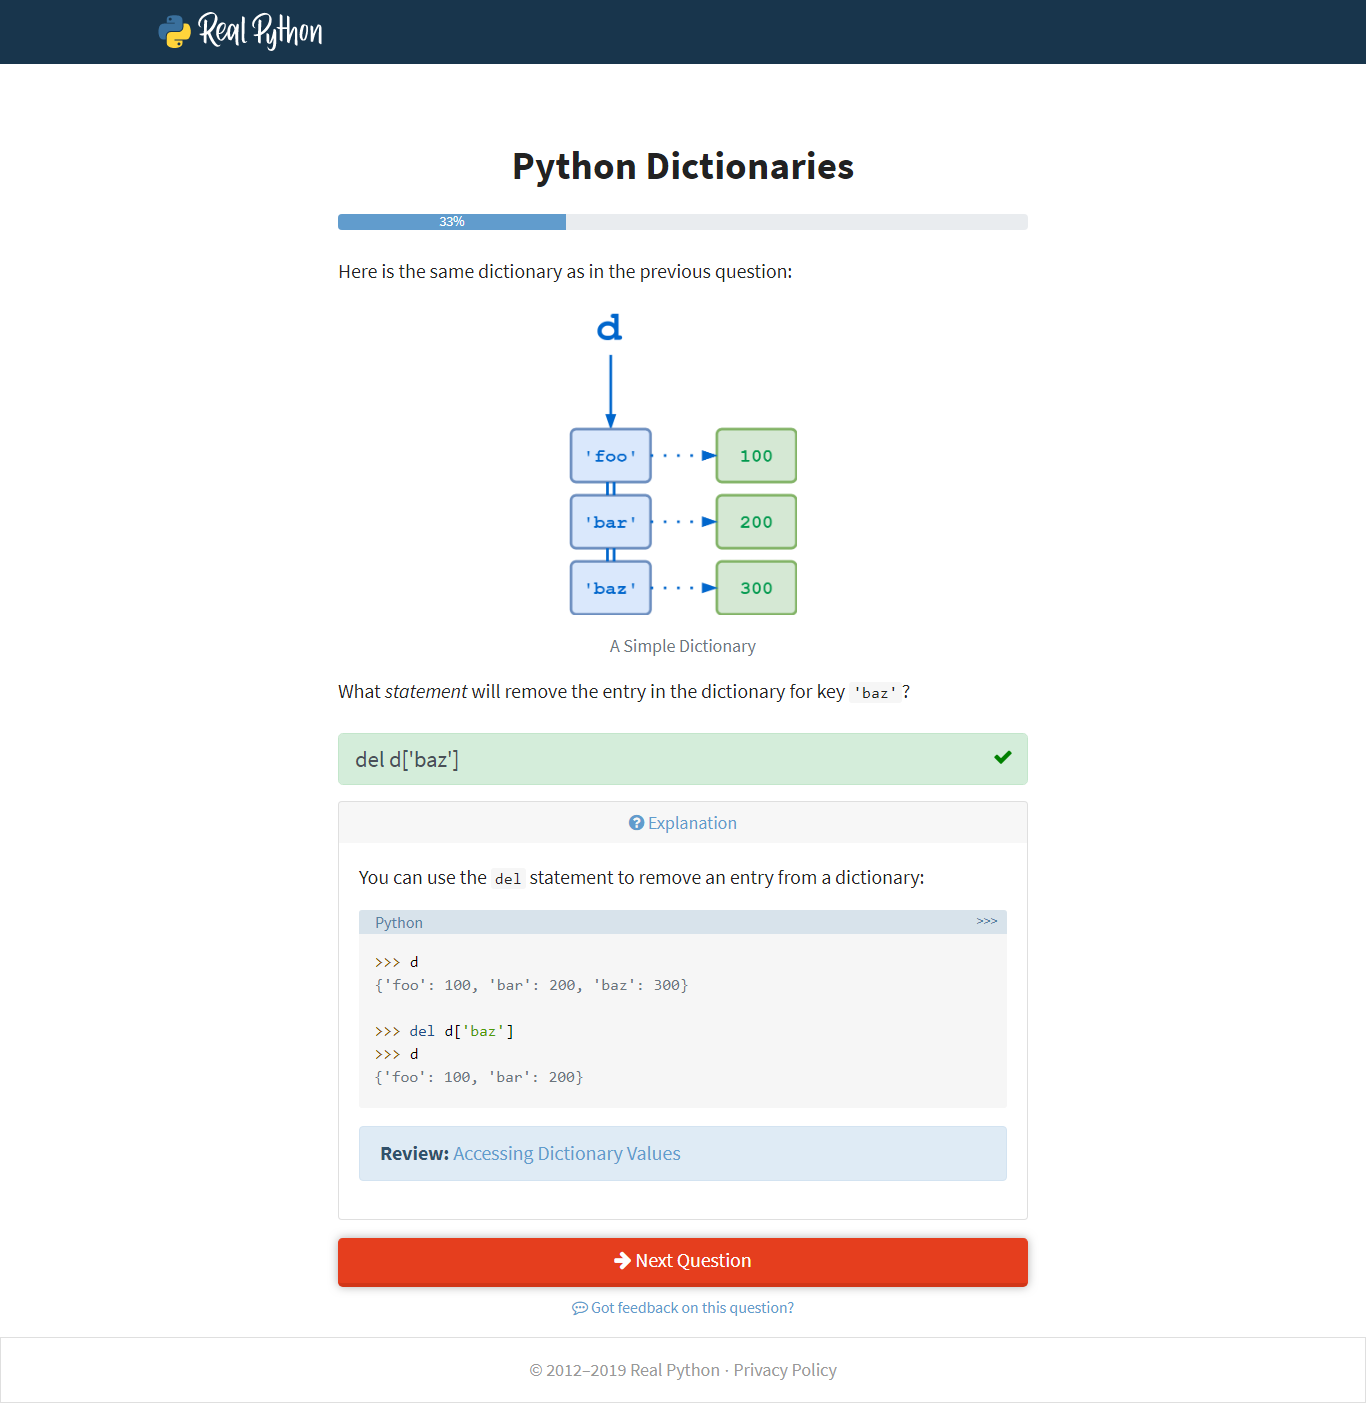 Real Python
Python Dictionaries
33%
Here is the same dictionary as in the previous question:
d
'foo' 100
'bar' 200
'baz' 300
A Simple Dictionary
What statement will remove the entry in the dictionary for key 'baz'?
del d['baz']
Explanation
You can use the del statement to remove an entry from a dictionary:
Python >>>
>>> d
{'foo': 100, 'bar': 200, 'baz': 300}
>>> del d['baz']
>>> d
{'foo': 100, 'bar': 200}
Review: Accessing Dictionary Values
Next Question
Got feedback on this question?
© 2012–2019 Real Python · Privacy Policy